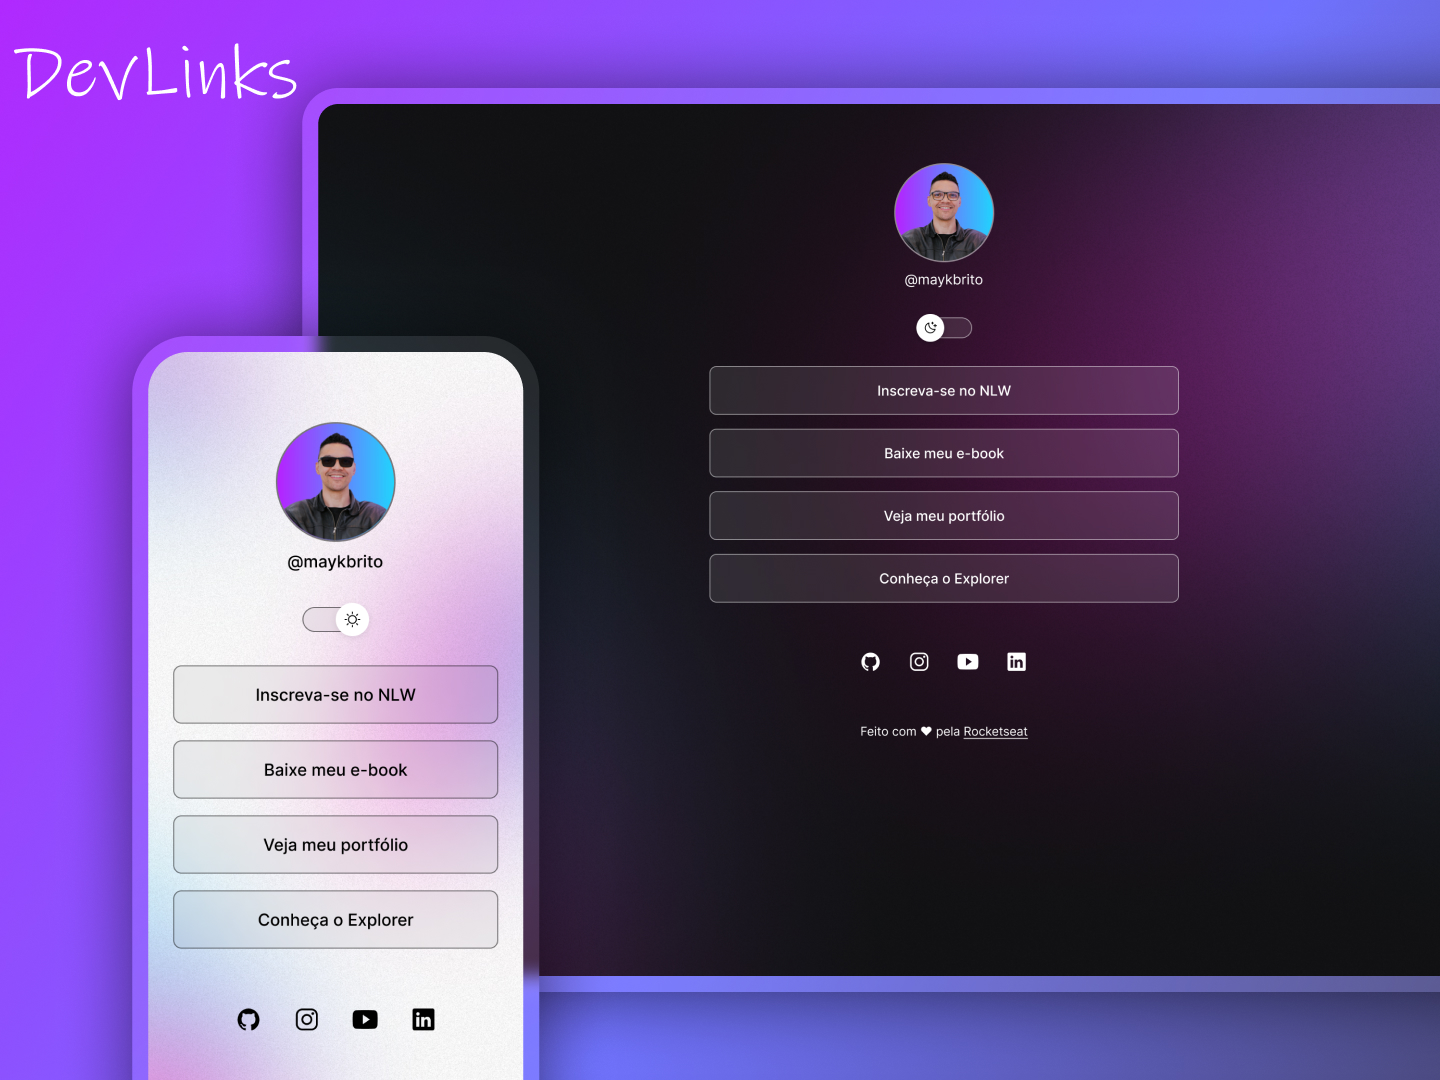 DevLinks
@maykbrito
Inscreva-se no NLW
Baixe meu e-book
Veja meu portfólio
Conheça o Explorer
Feito com ♥ pela Rocketseat
@maykbrito
Inscreva-se no NLW
Baixe meu e-book
Veja meu portfólio
Conheça o Explorer